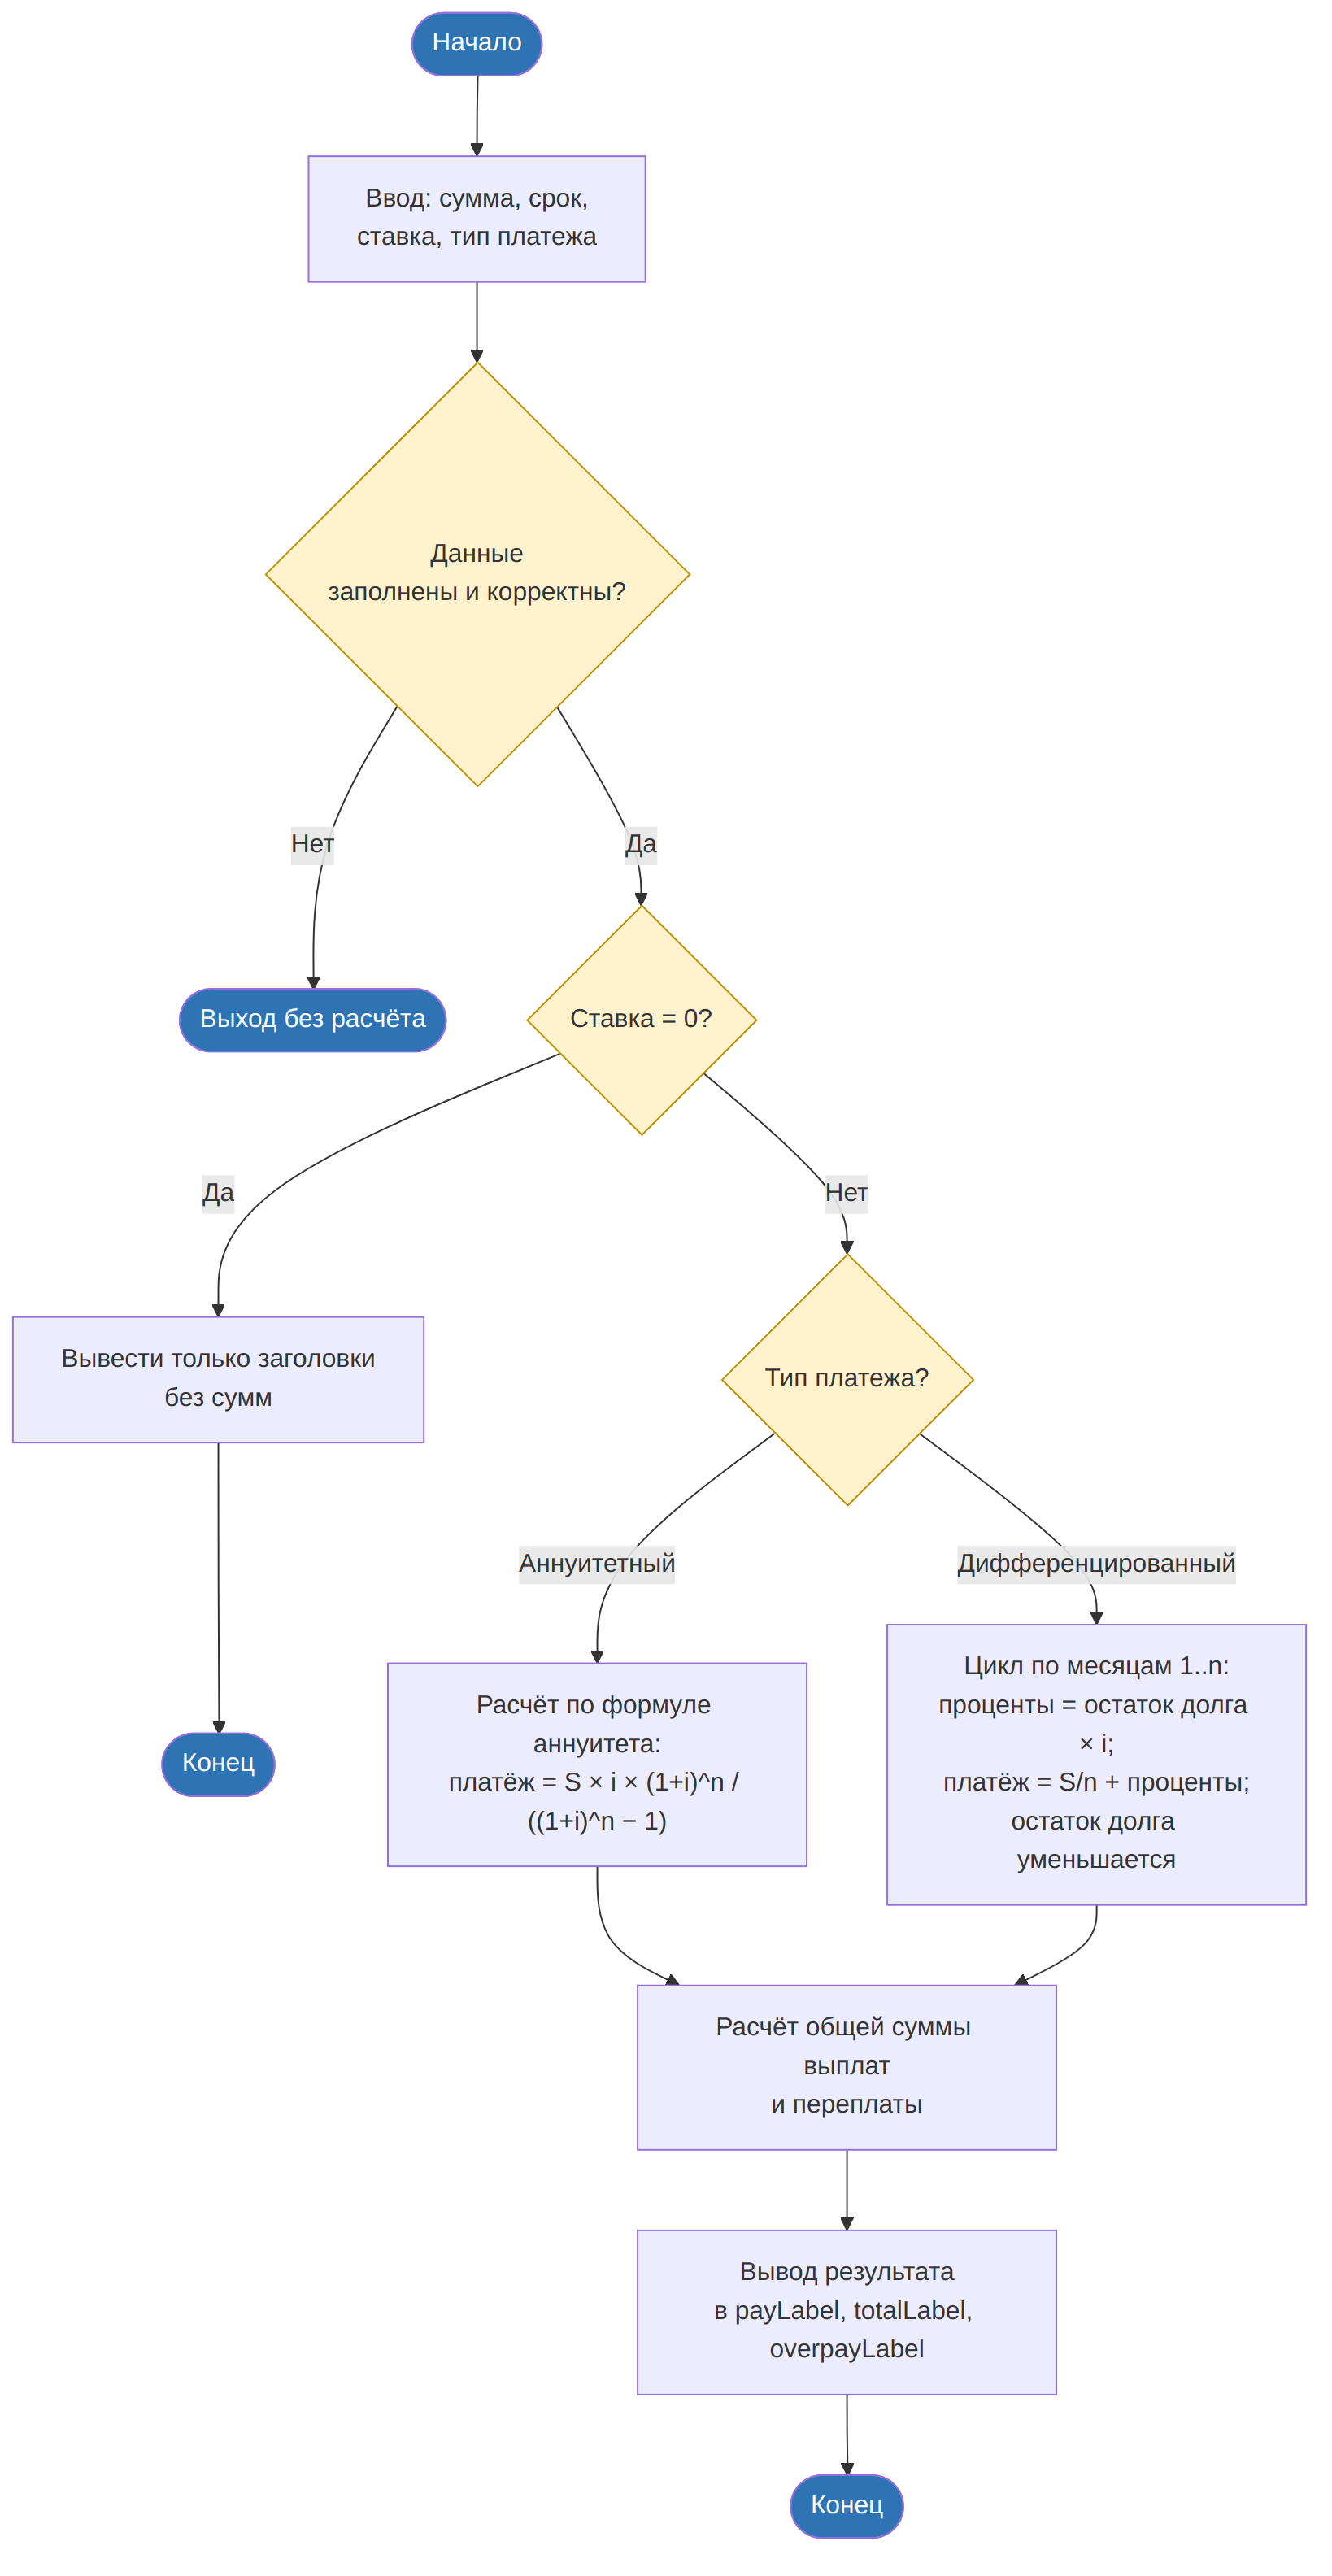 Начало
Ввод: сумма, срок,
ставка, тип платежа
Данные
заполнены и корректны?
Нет
Да
Выход без расчёта
Ставка = 0?
Да
Нет
Вывести только заголовки
без сумм
Тип платежа?
Аннуитетный
Дифференцированный
Расчёт по формуле
аннуитета:
платёж = S × i × (1+i)^n /
((1+i)^n − 1)
Цикл по месяцам 1..n:
проценты = остаток долга
× i;
платёж = S/n + проценты;
остаток долга
уменьшается
Конец
Расчёт общей суммы
выплат
и переплаты
Вывод результата
в payLabel, totalLabel,
overpayLabel
Конец